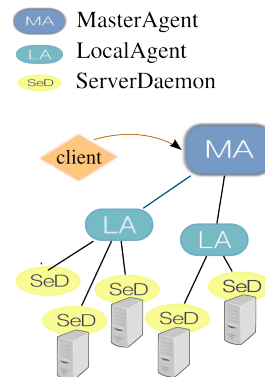 MA MasterAgent
LA LocalAgent
SeD ServerDaemon
client
MA
LA
LA
SeD
SeD
SeD
SeD
SeD